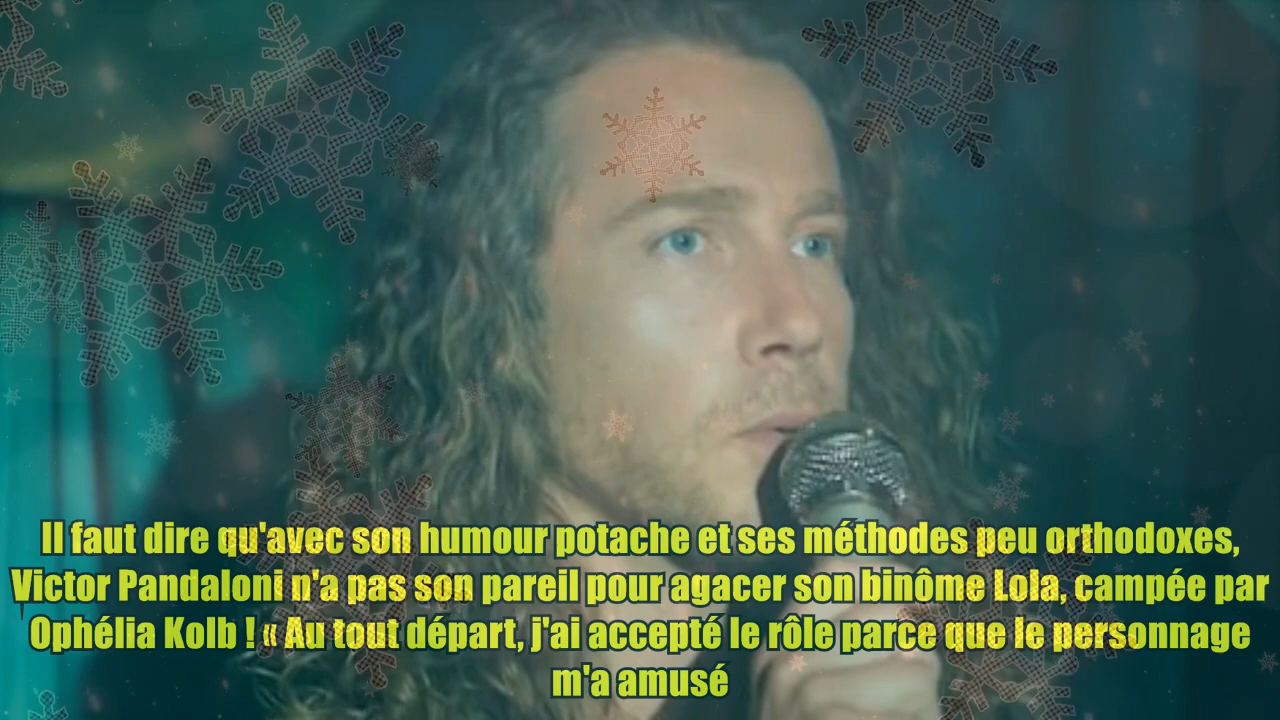 Il faut dire qu'avec son humour potache et ses méthodes peu orthodoxes,
Victor Pandaloni n'a pas son pareil pour agacer son binôme Lola, campée par
Ophélia Kolb ! « Au tout départ, j'ai accepté le rôle parce que le personnage
m'a amusé